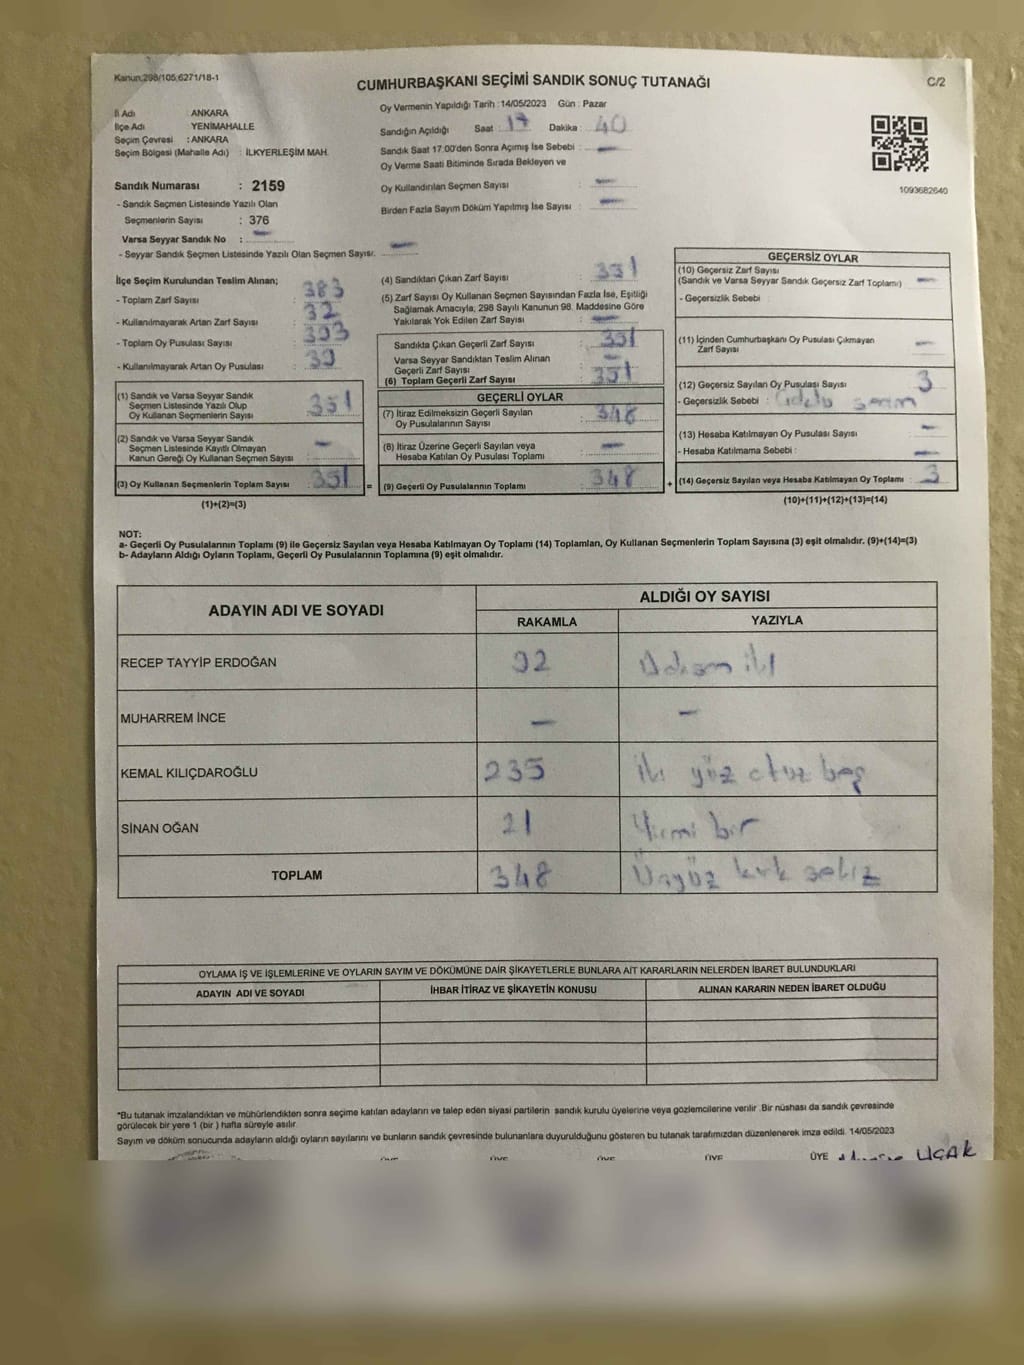 Kanun:298/105,6271/18-1
CUMHURBAŞKANI SEÇİMİ SANDIK SONUÇ TUTANAĞI
C/2
İl Adı : ANKARA
İlçe Adı : YENİMAHALLE
Seçim Çevresi : ANKARA
Seçim Bölgesi (Mahalle Adı) : İLKYERLEŞİM MAH.
Sandık Numarası : 2159
- Sandık Seçmen Listesinde Yazılı Olan
Seçmenlerin Sayısı : 376
Varsa Seyyar Sandık No : -
- Seyyar Sandık Seçmen Listesinde Yazılı Olan Seçmen Sayısı: -
Oy Vermenin Yapıldığı Tarih : 14/05/2023 Gün : Pazar
Sandığın Açıldığı Saat : 17 Dakika : 40
Sandık Saat 17:00'den Sonra Açımış İse Sebebi : -
Oy Verme Saati Bitiminde Sırada Bekleyen ve
Oy Kullandırılan Seçmen Sayısı : -
Birden Fazla Sayım Döküm Yapılmış İse Sayısı : -
1093682640
İlçe Seçim Kurulundan Teslim Alınan;
- Toplam Zarf Sayısı : 383
- Kullanılmayarak Artan Zarf Sayısı : 32
- Toplam Oy Pusulası Sayısı : 393
- Kullanılmayarak Artan Oy Pusulası : 39
(1) Sandık ve Varsa Seyyar Sandık
Seçmen Listesinde Yazılı Olup
Oy Kullanan Seçmenlerin Sayısı : 351
(2) Sandık ve Varsa Seyyar Sandık
Seçmen Listesinde Kayıtlı Olmayan
Kanun Gereği Oy Kullanan Seçmen Sayısı : -
(3) Oy Kullanan Seçmenlerin Toplam Sayısı : 351 =
(1)+(2)=(3)
(4) Sandıktan Çıkan Zarf Sayısı : 351
(5) Zarf Sayısı Oy Kullanan Seçmen Sayısından Fazla İse, Eşitliği
Sağlamak Amacıyla, 298 Sayılı Kanunun 98. Maddesine Göre
Yakılarak Yok Edilen Zarf Sayısı : -
Sandıkta Çıkan Geçerli Zarf Sayısı : 351
Varsa Seyyar Sandıktan Teslim Alınan
Geçerli Zarf Sayısı : -
(6) Toplam Geçerli Zarf Sayısı : 351
GEÇERLİ OYLAR
(7) İtiraz Edilmeksizin Geçerli Sayılan
Oy Pusulalarının Sayısı : 348
(8) İtiraz Üzerine Geçerli Sayılan veya
Hesaba Katılan Oy Pusulası Toplamı : -
(9) Geçerli Oy Pusulalarının Toplamı : 348 +
GEÇERSİZ OYLAR
(10) Geçersiz Zarf Sayısı
(Sandık ve Varsa Seyyar Sandık Geçersiz Zarf Toplamı) : -
- Geçersizlik Sebebi :
(11) İçinden Cumhurbaşkanı Oy Pusulası Çıkmayan
Zarf Sayısı : -
(12) Geçersiz Sayılan Oy Pusulası Sayısı : 3
- Geçersizlik Sebebi :
(13) Hesaba Katılmayan Oy Pusulası Sayısı : -
- Hesaba Katılmama Sebebi : -
(14) Geçersiz Sayılan veya Hesaba Katılmayan Oy Toplamı : 3
(10)+(11)+(12)+(13)=(14)
NOT:
a- Geçerli Oy Pusulalarının Toplamı (9) ile Geçersiz Sayılan veya Hesaba Katılmayan Oy Toplamı (14) Toplamları, Oy Kullanan Seçmenlerin Toplam Sayısına (3) eşit olmalıdır. (9)+(14)=(3)
b- Adayların Aldığı Oyların Toplamı, Geçerli Oy Pusulalarının Toplamına (9) eşit olmalıdır.
ADAYIN ADI VE SOYADI
ALDIĞI OY SAYISI
RAKAMLA YAZIYLA
RECEP TAYYİP ERDOĞAN 92 Doksan iki
MUHARREM İNCE - -
KEMAL KILIÇDAROĞLU 235 iki yüz otuz beş
SİNAN OĞAN 21 Yirmi bir
TOPLAM 348 Üçyüz kırk sekiz
OYLAMA İŞ VE İŞLEMLERİNE VE OYLARIN SAYIM VE DÖKÜMÜNE DAİR ŞİKAYETLERLE BUNLARA AİT KARARLARIN NELERDEN İBARET BULUNDUKLARI
ADAYIN ADI VE SOYADI İHBAR İTİRAZ VE ŞİKAYETİN KONUSU ALINAN KARARIN NEDEN İBARET OLDUĞU
*Bu tutanak imzalandıktan ve mühürlendikten sonra seçime katılan adayların ve talep eden siyasi partilerin sandık kurulu üyelerine veya gözlemcilerine verilir .Bir nüshası da sandık çevresinde
görülecek bir yere 1 (bir ) hafta süreyle asılır.
Sayım ve döküm sonucunda adayların aldığı oyların sayılarını ve bunların sandık çevresinde bulunanlara duyurulduğunu gösteren bu tutanak tarafımızdan düzenlenerek imza edildi. 14/05/2023
ÜYE ÜYE ÜYE ÜYE ÜYE UÇAK